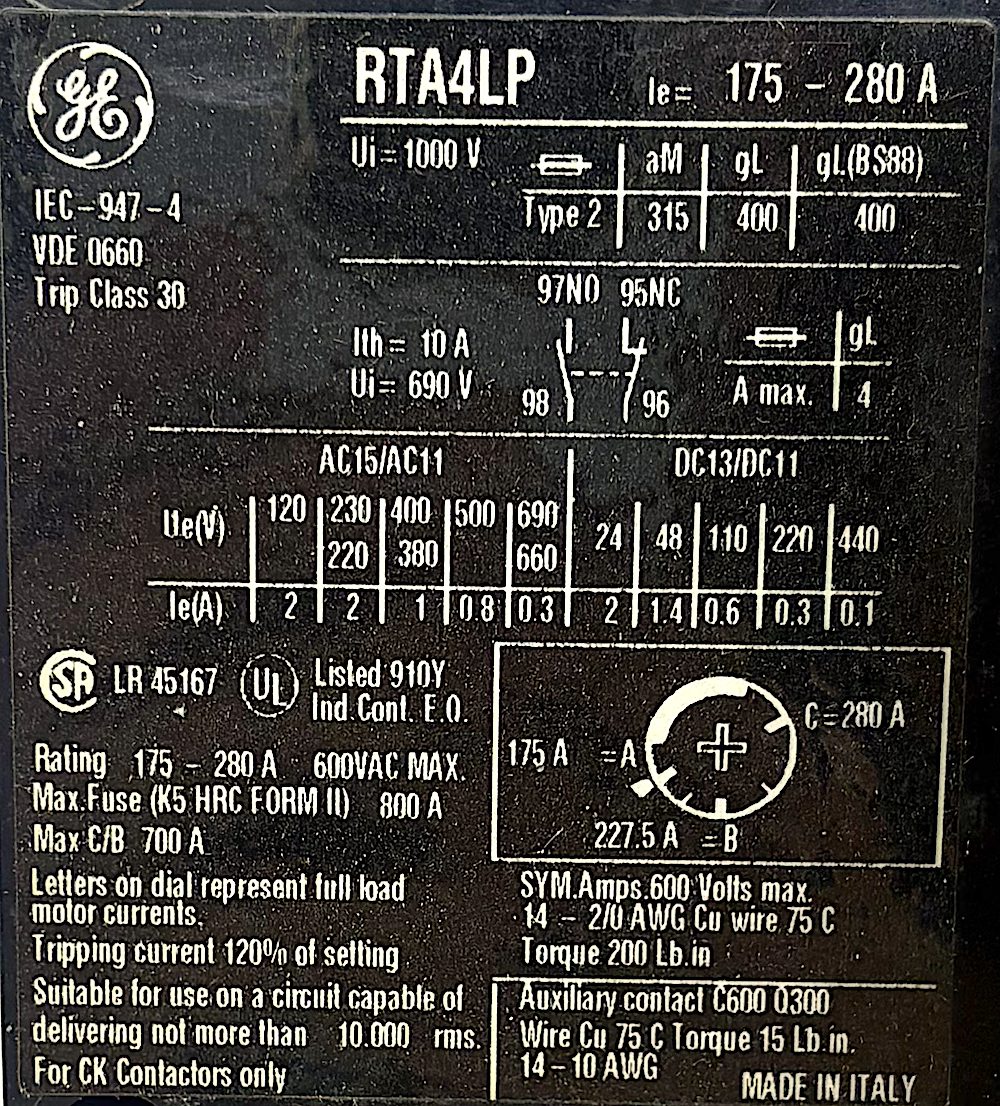 GE
RTA4LP Ie= 175 - 280 A
Ui = 1000 V
aM gL gL(BS88)
Type 2 315 400 400
IEC-947-4
VDE 0660
Trip Class 30
97NO 95NC
Ith = 10 A
Ui = 690 V
98 96
gL
A max. 4
AC15/AC11 DC13/DC11
Ue(V) 120 230 400 500 690 24 48 110 220 440
220 380 660
Ie(A) 2 2 1 0.8 0.3 2 1.4 0.6 0.3 0.1
SA LR 45167 UL Listed 910Y
Ind.Cont. E.Q.
Rating 175 - 280 A 600VAC MAX.
Max.Fuse (K5 HRC FORM II) 800 A
Max C/B 700 A
C=280 A
175 A =A
227.5 A =B
Letters on dial represent full load
motor currents.
Tripping current 120% of setting
Suitable for use on a circuit capable of
delivering not more than 10.000 rms.
For CK Contactors only
SYM.Amps.600 Volts max.
14 - 2/0 AWG Cu wire 75 C
Torque 200 Lb.in
Auxiliary contact C600 Q300
Wire Cu 75 C Torque 15 Lb.in.
14-10 AWG
MADE IN ITALY